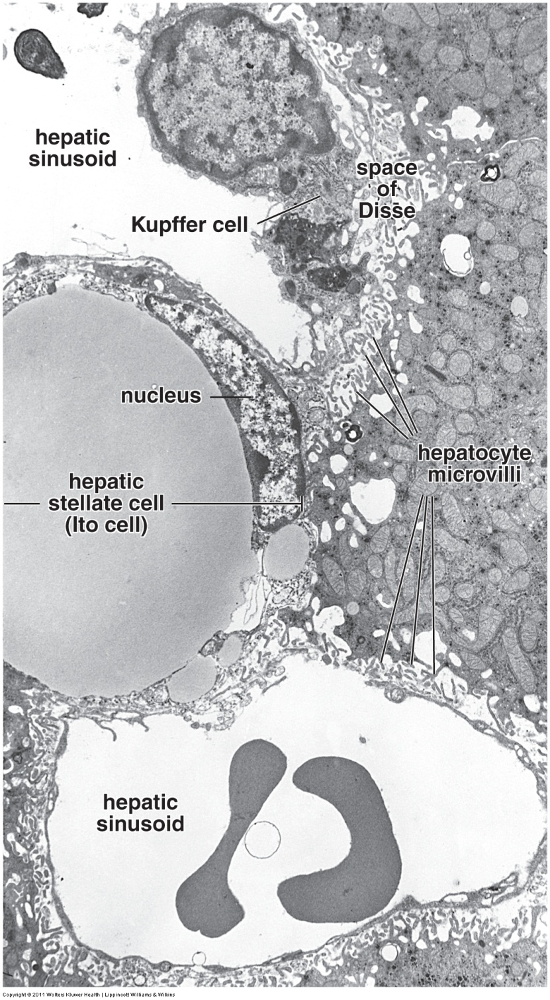 hepatic
sinusoid
space
of
Disse
Kupffer cell
nucleus
hepatocyte
microvilli
hepatic
stellate cell
(Ito cell)
hepatic
sinusoid
Copyright © 2011 Wolters Kluwer Health | Lippincott Williams & Wilkins